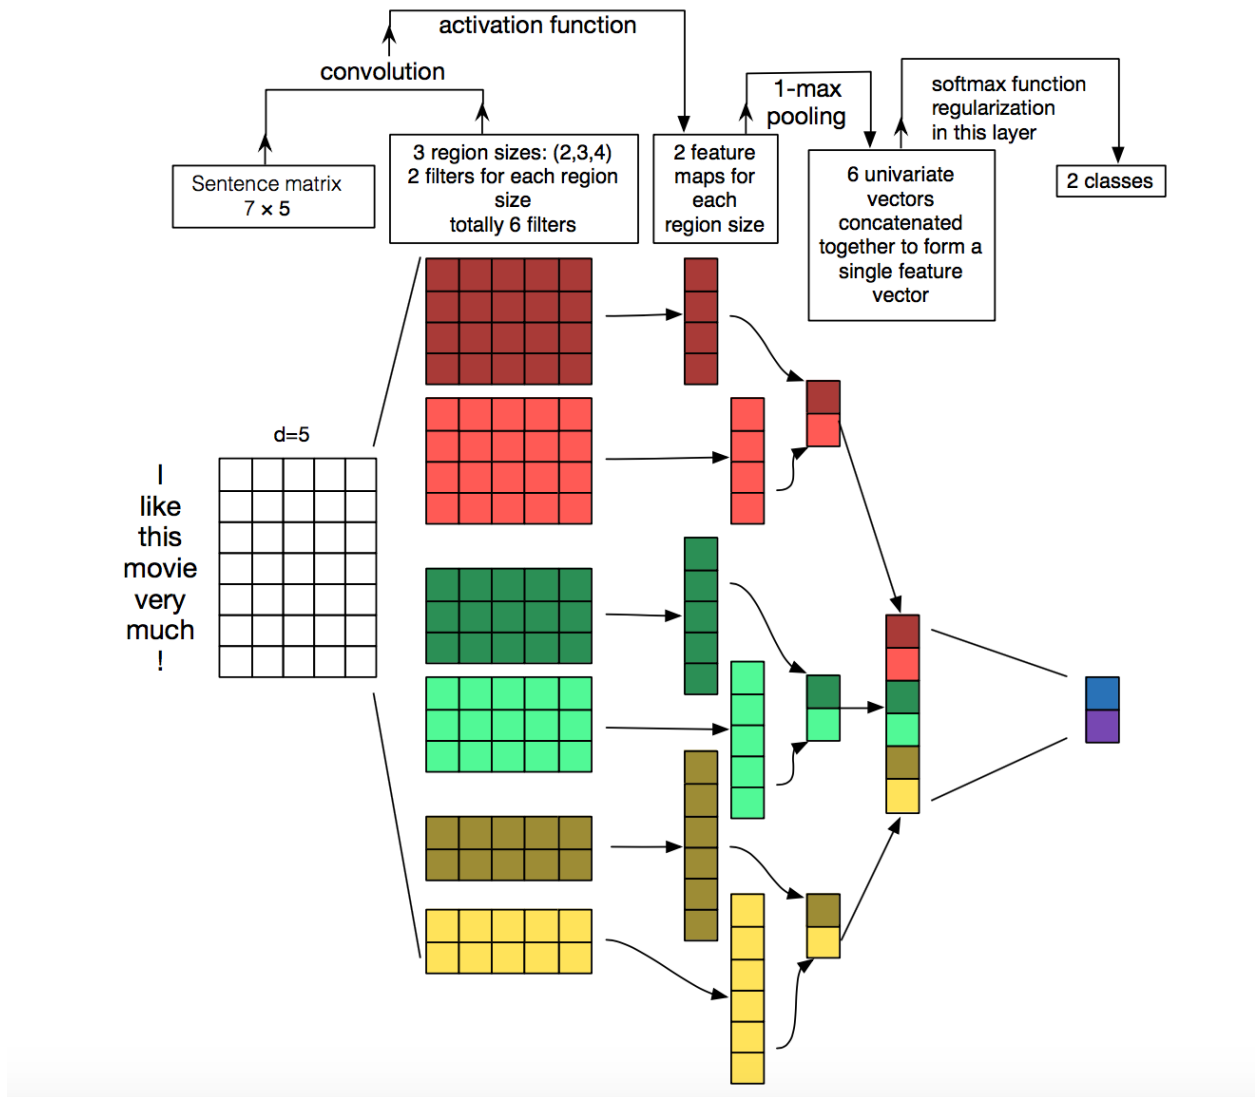 activation function
convolution
1-max
pooling
softmax function
regularization
in this layer
Sentence matrix
7 × 5
3 region sizes: (2,3,4)
2 filters for each region
size
totally 6 filters
2 feature
maps for
each
region size
6 univariate
vectors
concatenated
together to form a
single feature
vector
2 classes
d=5
I
like
this
movie
very
much
!